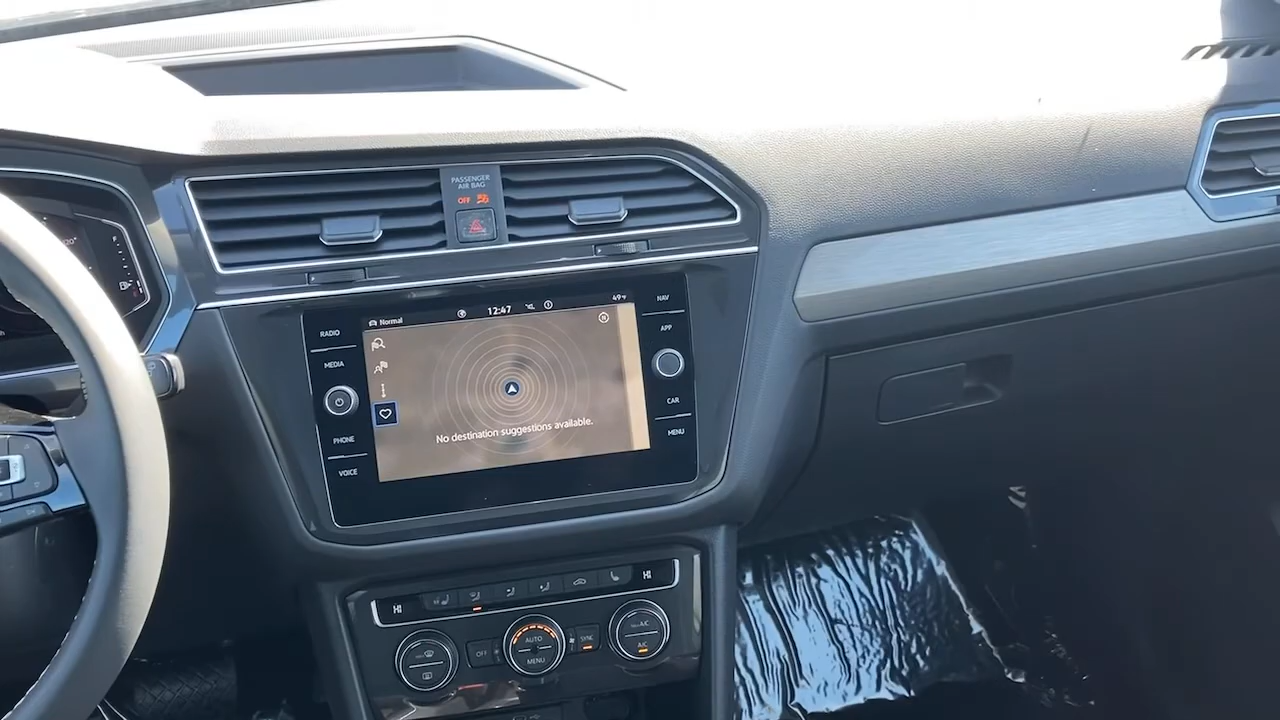 PASSENGER
AIR BAG
OFF
Normal
12:47
49°F
No destination suggestions available.
RADIO
MEDIA
PHONE
VOICE
NAV
APP
CAR
MENU
HI
HI
OFF
AUTO
MENU
SYNC
A/C
A/C